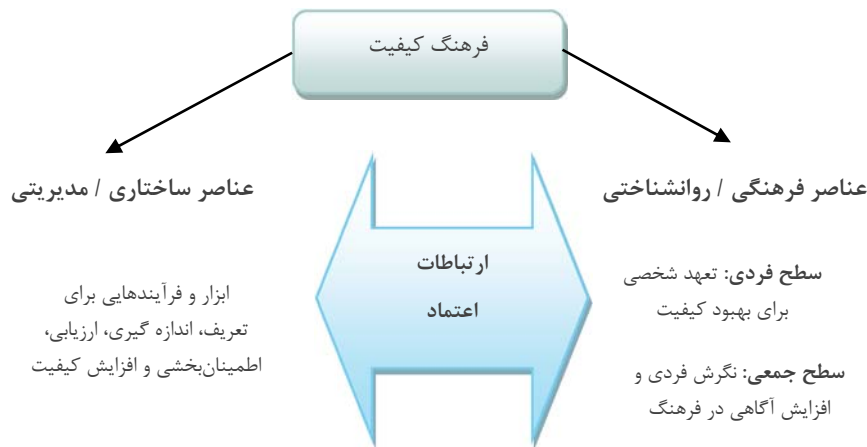 فرهنگ کیفیت
عناصر فرهنگی / روانشناختی
سطح فردی: تعهد شخصی
برای بهبود کیفیت
سطح جمعی: نگرش فردی و
افزایش آگاهی در فرهنگ
ارتباطات
اعتماد
عناصر ساختاری / مدیریتی
ابزار و فرآیندهایی برای
تعریف، اندازه گیری، ارزیابی،
اطمینان‌بخشی و افزایش کیفیت